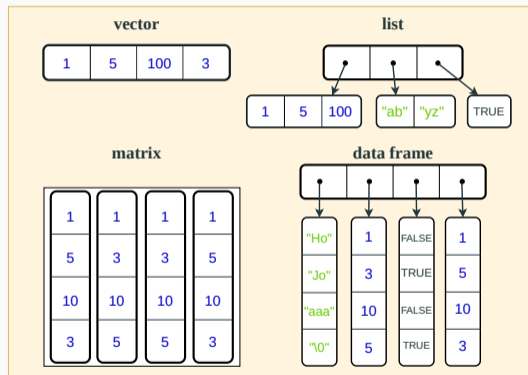 vector
1 5 100 3
list
1 5 100 "ab" "yz" TRUE
matrix
1 1 1 1
5 3 3 5
10 10 10 10
3 5 5 3
data frame
"Ho" 1 FALSE 1
"Jo" 3 TRUE 5
"aaa" 10 FALSE 10
"\0" 5 TRUE 3